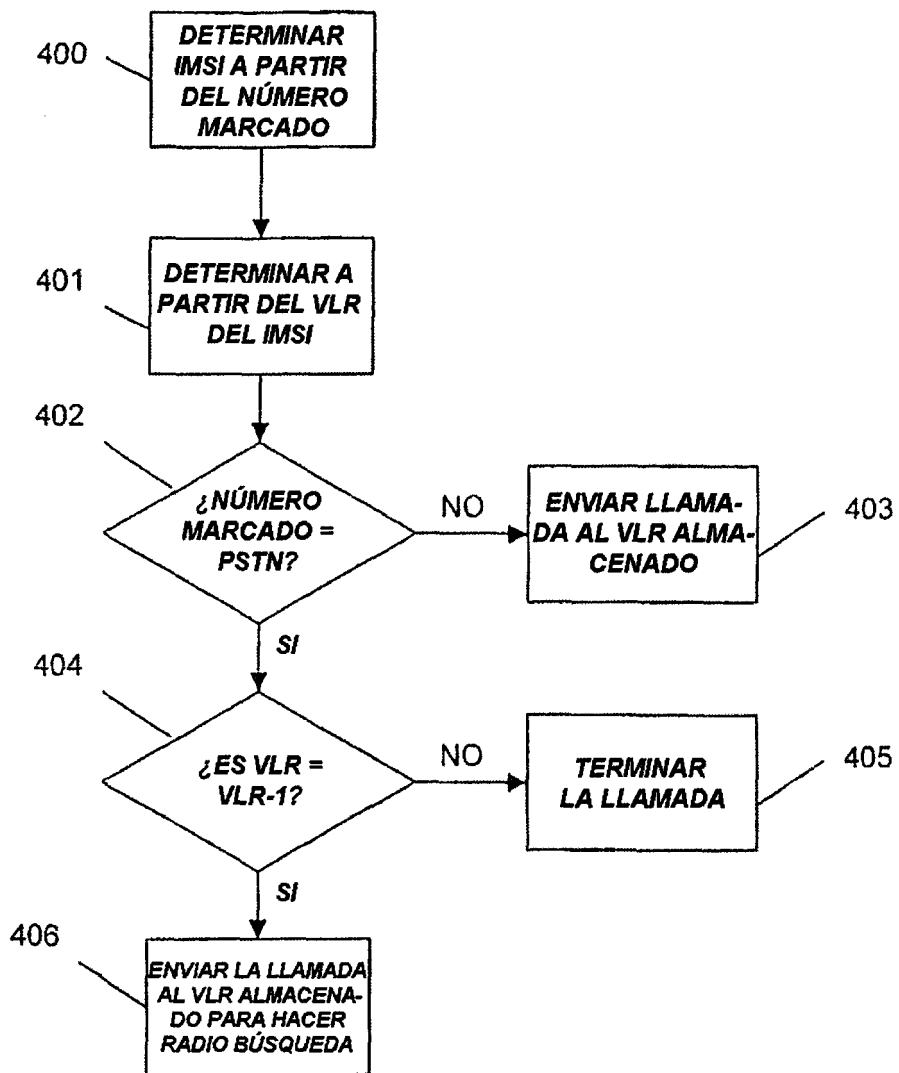 400
DETERMINAR
IMSI A PARTIR
DEL NÚMERO
MARCADO
401
DETERMINAR A
PARTIR DEL VLR
DEL IMSI
402
¿NÚMERO
MARCADO =
PSTN?
NO
ENVIAR LLAMA-
DA AL VLR ALMA-
CENADO
403
SI
404
¿ES VLR =
VLR-1?
NO
TERMINAR
LA LLAMADA
405
SI
406
ENVIAR LA LLAMADA
AL VLR ALMACENA-
DO PARA HACER
RADIO BÚSQUEDA